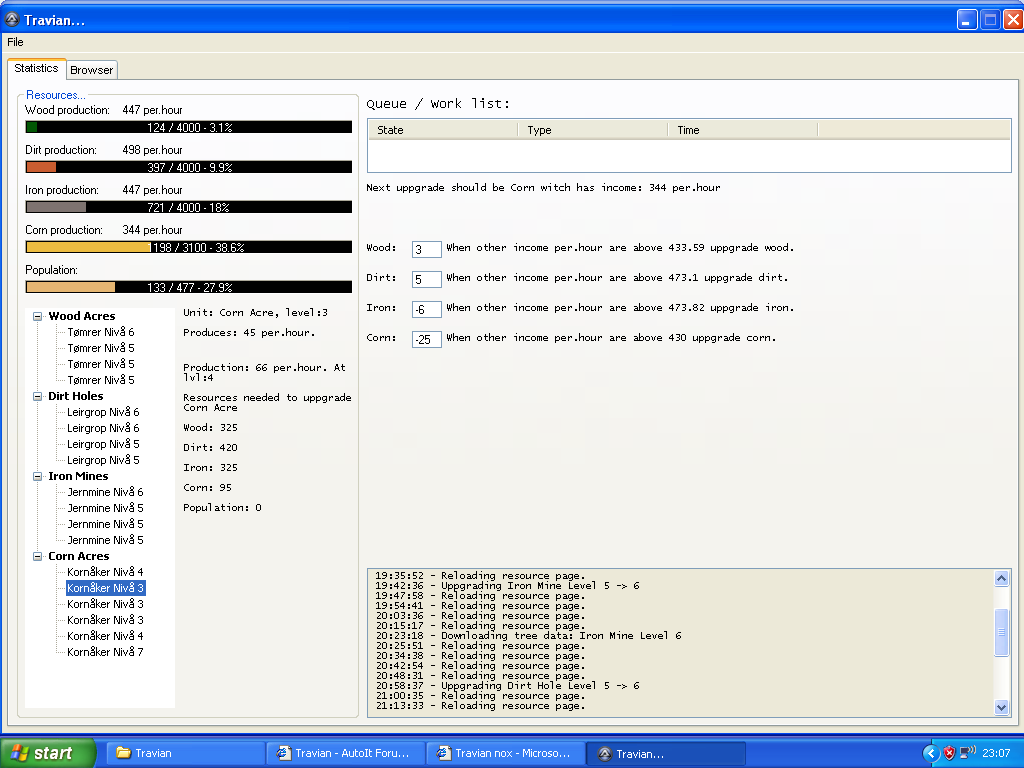 Travian...
File
Statistics Browser
Resources...
Wood production: 447 per.hour
124 / 4000 - 3.1%
Dirt production: 498 per.hour
397 / 4000 - 9.9%
Iron production: 447 per.hour
721 / 4000 - 18%
Corn production: 344 per.hour
1198 / 3100 - 38.6%
Population:
133 / 477 - 27.9%
Wood Acres
Tømrer Nivå 6
Tømrer Nivå 5
Tømrer Nivå 5
Tømrer Nivå 5
Dirt Holes
Leirgrop Nivå 6
Leirgrop Nivå 6
Leirgrop Nivå 5
Leirgrop Nivå 5
Iron Mines
Jernmine Nivå 6
Jernmine Nivå 5
Jernmine Nivå 5
Jernmine Nivå 5
Corn Acres
Kornåker Nivå 4
Kornåker Nivå 3
Kornåker Nivå 3
Kornåker Nivå 3
Kornåker Nivå 4
Kornåker Nivå 7
Unit: Corn Acre, level:3
Produces: 45 per.hour.
Production: 66 per.hour. At
lvl:4
Resources needed to uppgrade
Corn Acre
Wood: 325
Dirt: 420
Iron: 325
Corn: 95
Population: 0
Queue / Work list:
State Type Time
Next uppgrade should be Corn witch has income: 344 per.hour
Wood: 3 When other income per.hour are above 433.59 uppgrade wood.
Dirt: 5 When other income per.hour are above 473.1 uppgrade dirt.
Iron: -6 When other income per.hour are above 473.82 uppgrade iron.
Corn: -25 When other income per.hour are above 430 uppgrade corn.
19:35:52 - Reloading resource page.
19:42:36 - Uppgrading Iron Mine Level 5 -> 6
19:47:58 - Reloading resource page.
19:54:41 - Reloading resource page.
20:03:36 - Reloading resource page.
20:15:17 - Reloading resource page.
20:23:18 - Downloading tree data: Iron Mine Level 6
20:25:51 - Reloading resource page.
20:34:38 - Reloading resource page.
20:42:54 - Reloading resource page.
20:48:31 - Reloading resource page.
20:58:37 - Uppgrading Dirt Hole Level 5 -> 6
21:00:35 - Reloading resource page.
21:13:33 - Reloading resource page.
start Travian Travian - AutoIt Foru... Travian nox - Microso... Travian... 23:07